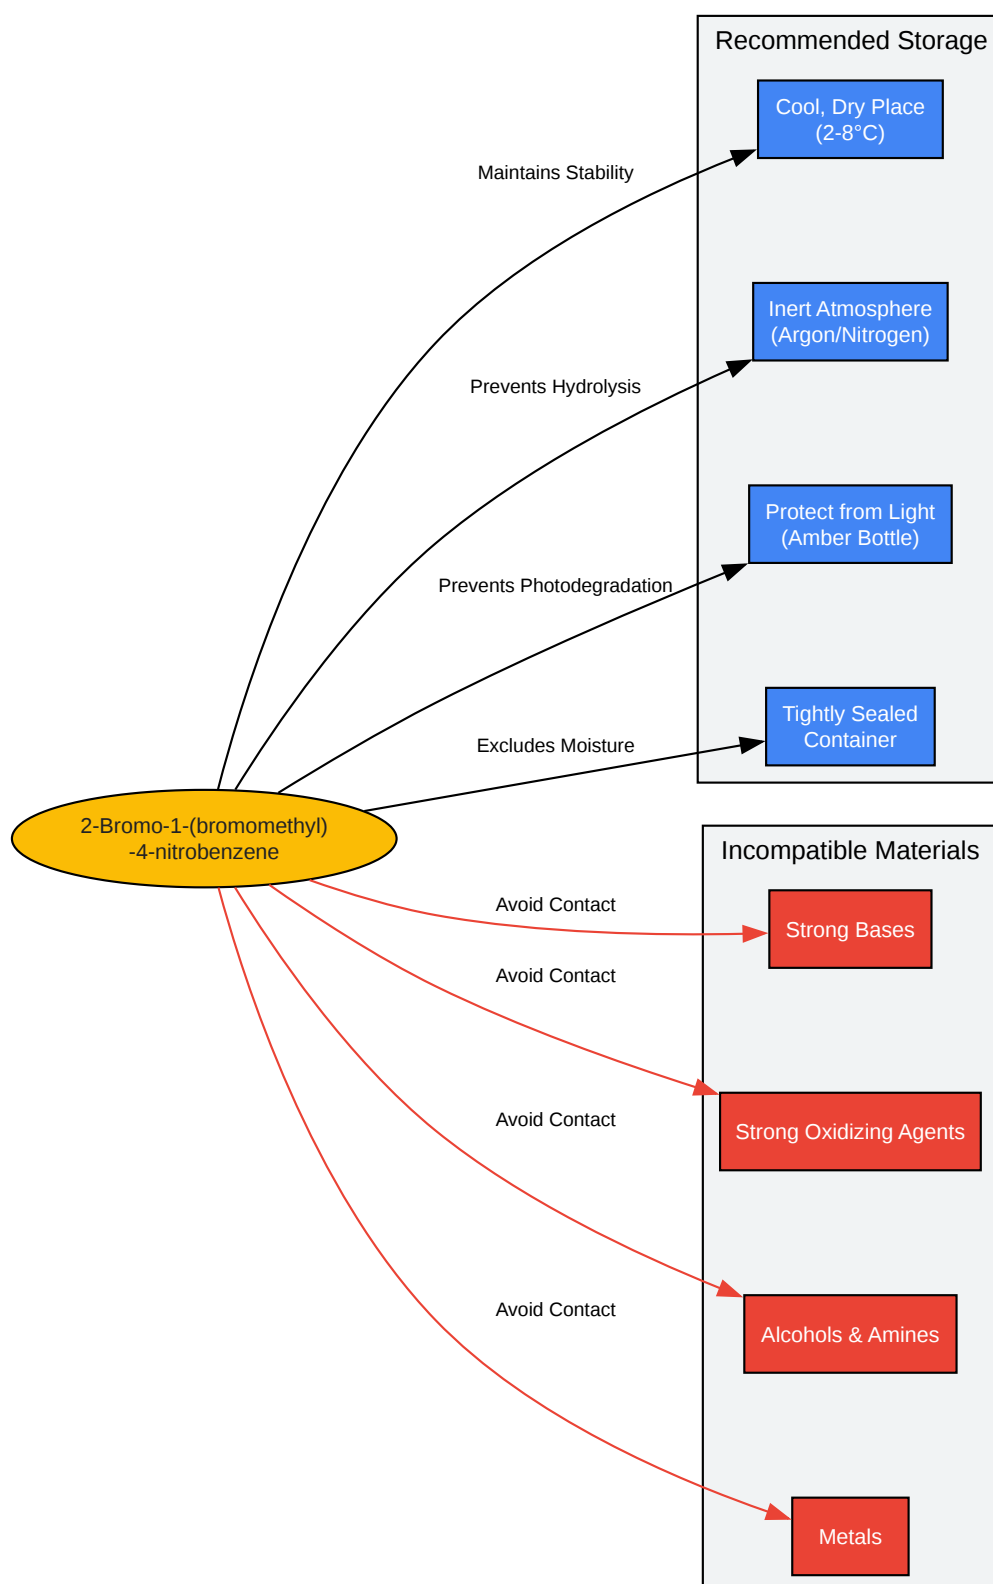 Recommended Storage
Cool, Dry Place
(2-8°C)
Maintains Stability
Inert Atmosphere
(Argon/Nitrogen)
Prevents Hydrolysis
Protect from Light
(Amber Bottle)
Prevents Photodegradation
Tightly Sealed
Container
Excludes Moisture
2-Bromo-1-(bromomethyl)
-4-nitrobenzene
Incompatible Materials
Avoid Contact
Strong Bases
Avoid Contact
Strong Oxidizing Agents
Avoid Contact
Alcohols & Amines
Avoid Contact
Metals